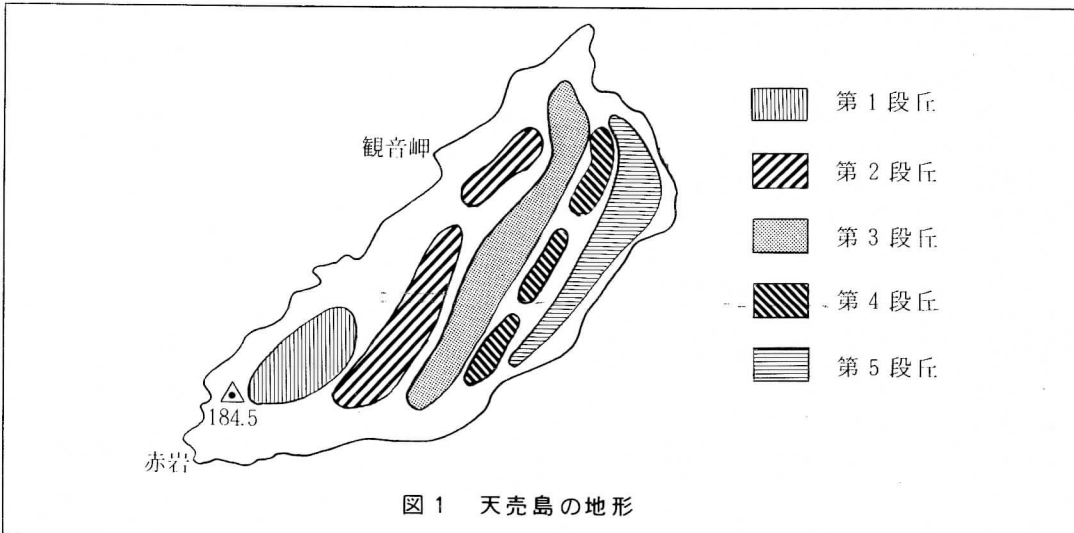 観音岬
184.5
赤岩
第1段丘
第2段丘
第3段丘
第4段丘
第5段丘
図1 天売島の地形